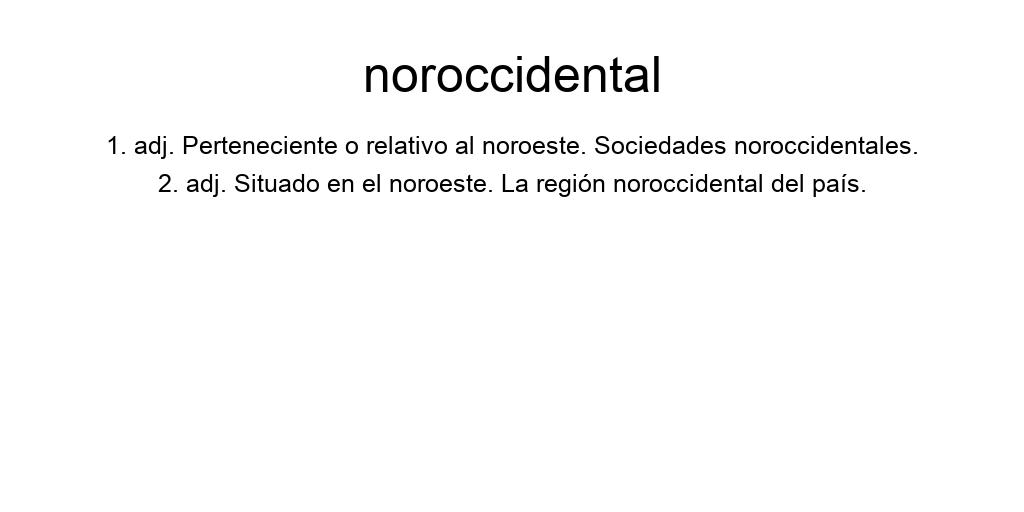 noroccidental
1. adj. Perteneciente o relativo al noroeste. Sociedades noroccidentales.
2. adj. Situado en el noroeste. La región noroccidental del país.